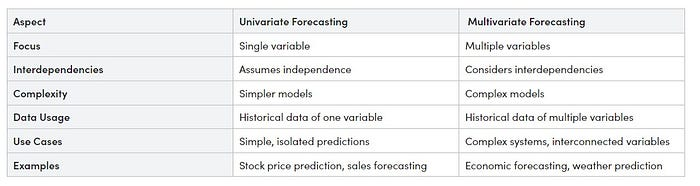 Aspect Univariate Forecasting Multivariate Forecasting
Focus Single variable Multiple variables
Interdependencies Assumes independence Considers interdependencies
Complexity Simpler models Complex models
Data Usage Historical data of one variable Historical data of multiple variables
Use Cases Simple, isolated predictions Complex systems, interconnected variables
Examples Stock price prediction, sales forecasting Economic forecasting, weather prediction